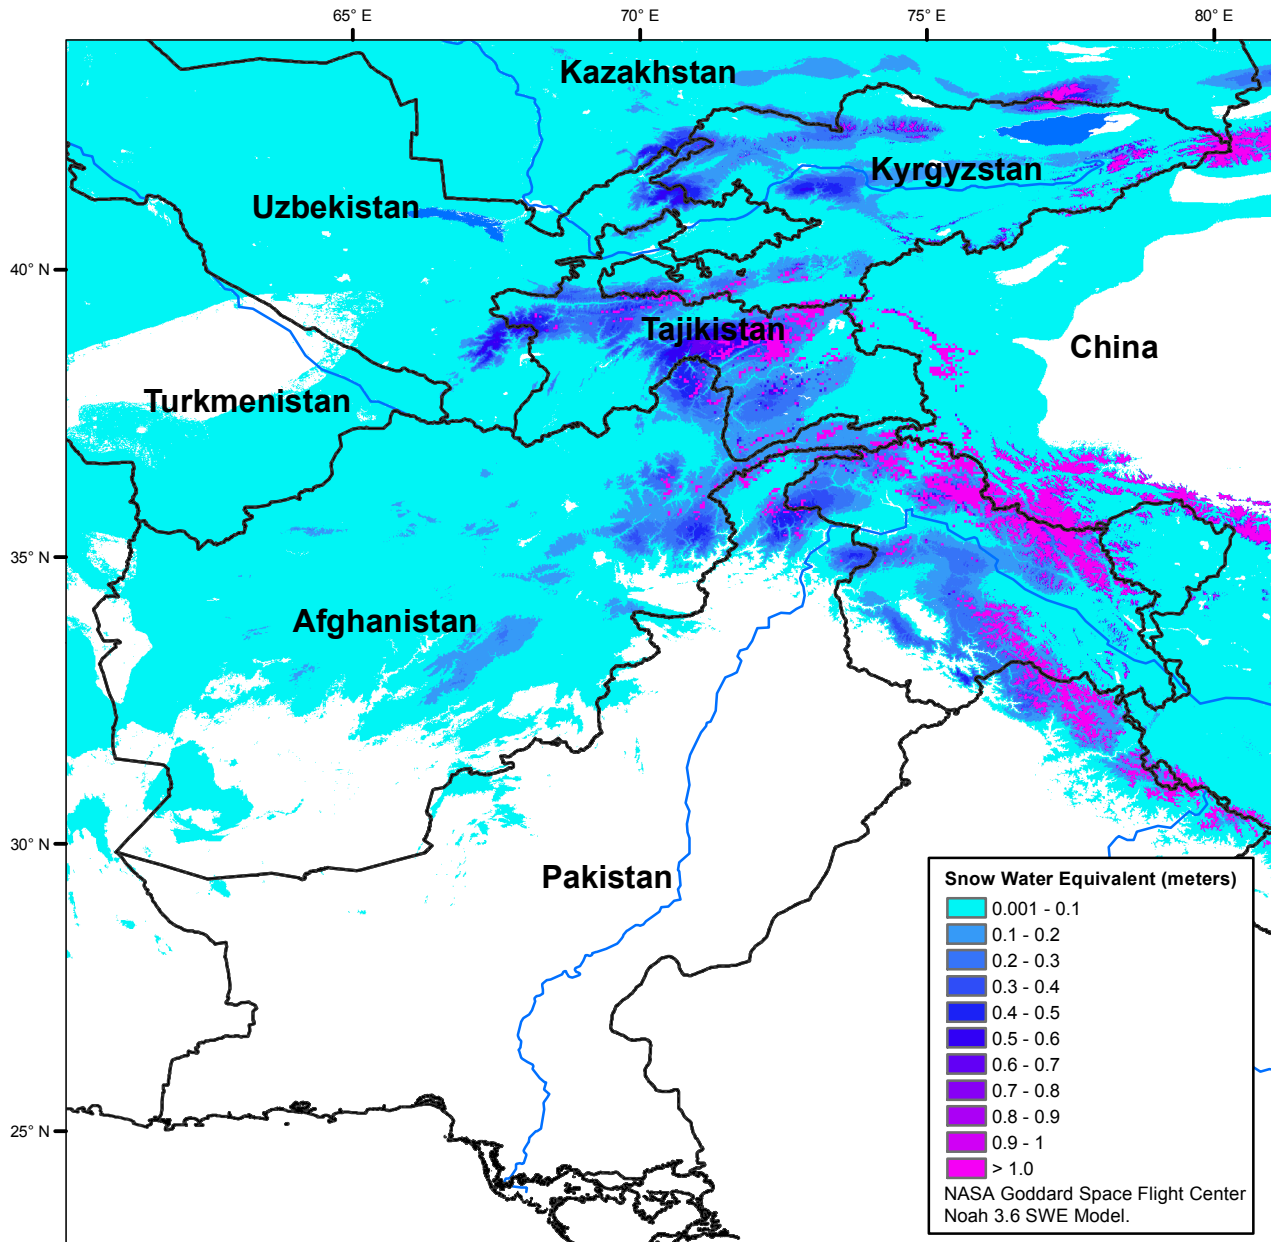 65° E
70° E
75° E
80° E
Kazakhstan
Kyrgyzstan
Uzbekistan
40° N
Tajikistan
China
Turkmenistan
35° N
Afghanistan
30° N
Pakistan
25° N
Snow Water Equivalent (meters)
0.001 - 0.1
0.1 - 0.2
0.2 - 0.3
0.3 - 0.4
0.4 - 0.5
0.5 - 0.6
0.6 - 0.7
0.7 - 0.8
0.8 - 0.9
0.9 - 1
> 1.0
NASA Goddard Space Flight Center
Noah 3.6 SWE Model.